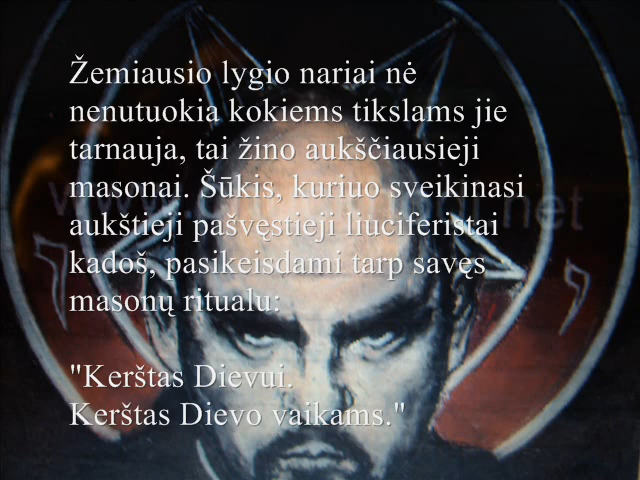 Žemiausio lygio nariai nė
nenutuokia kokiems tikslams jie
tarnauja, tai žino aukščiausieji
masonai. Šūkis, kuriuo sveikinasi
aukštieji pašvęstieji liuciferistai
kadoš, pasikeisdami tarp savęs
masonų ritualu:
"Kerštas Dievui.
Kerštas Dievo vaikams."